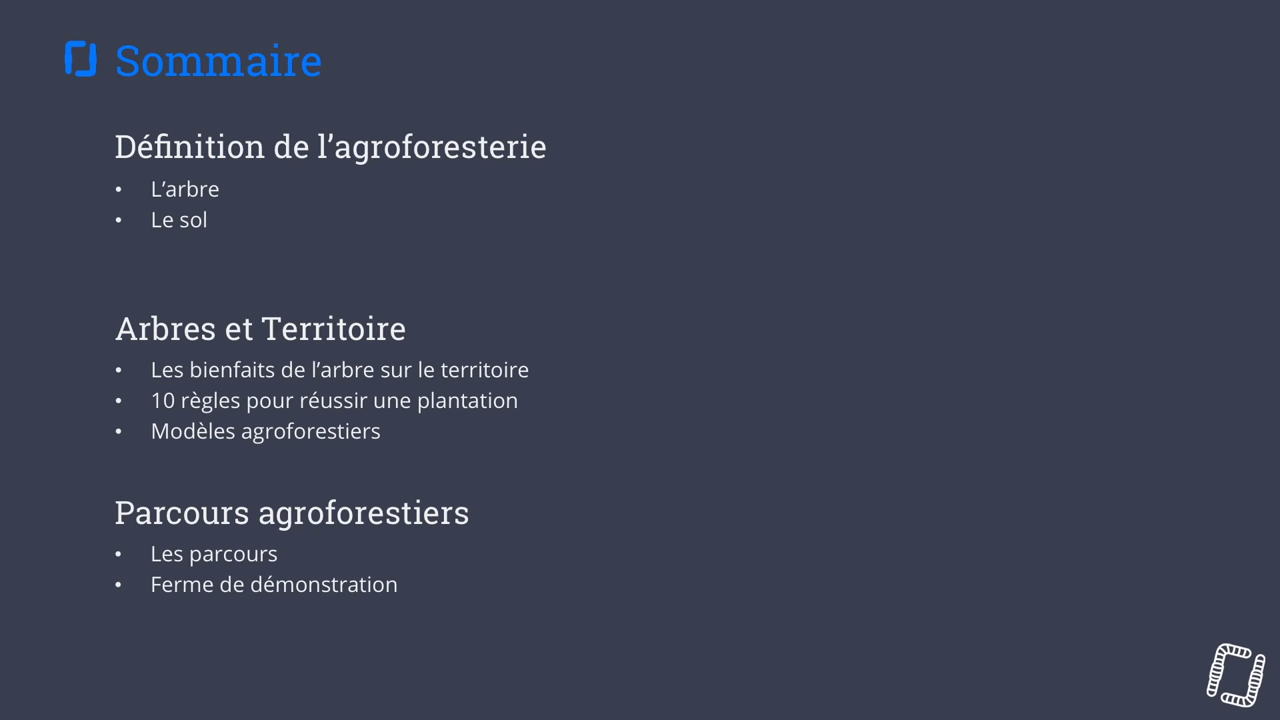 Sommaire
Définition de l’agroforesterie
• L’arbre
• Le sol
Arbres et Territoire
• Les bienfaits de l’arbre sur le territoire
• 10 règles pour réussir une plantation
• Modèles agroforestiers
Parcours agroforestiers
• Les parcours
• Ferme de démonstration